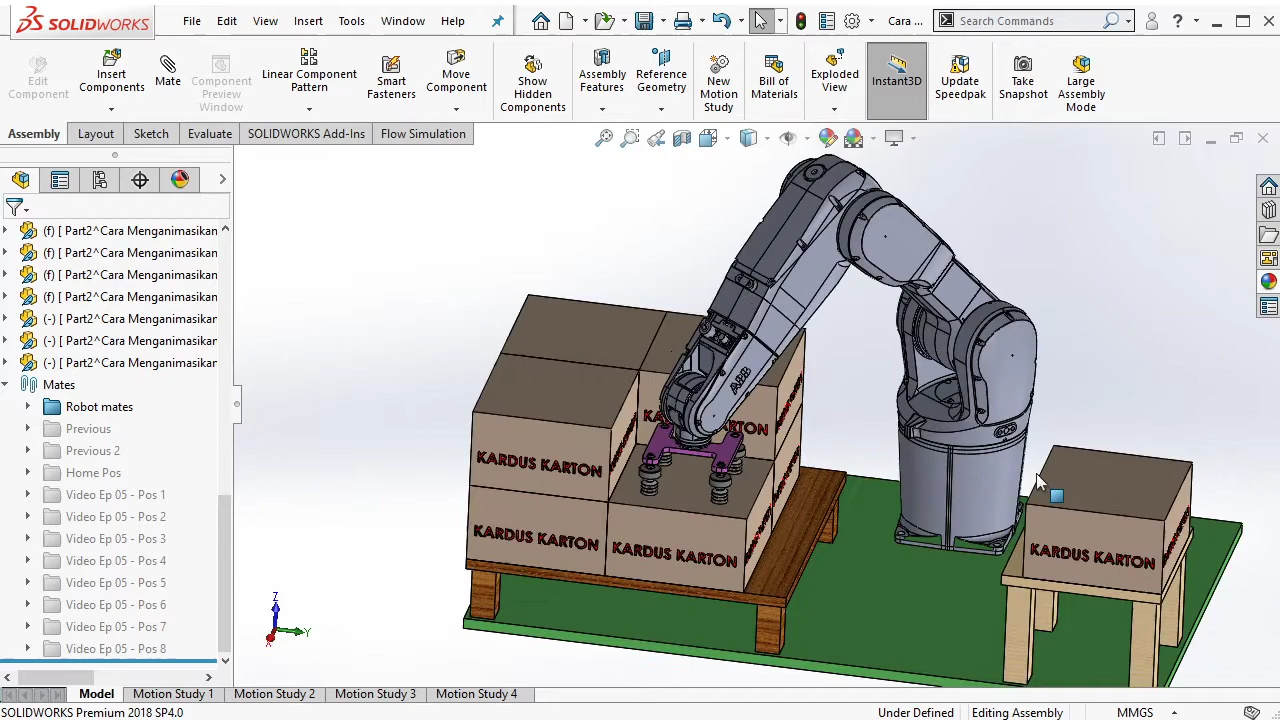 SOLIDWORKS
File Edit View Insert Tools Window Help
Cara ...
Search Commands
?
Edit Component
Insert Components
Mate
Component Preview Window
Linear Component Pattern
Smart Fasteners
Move Component
Show Hidden Components
Assembly Features
Reference Geometry
New Motion Study
Bill of Materials
Exploded View
Instant3D
Update Speedpak
Take Snapshot
Large Assembly Mode
Assembly Layout Sketch Evaluate SOLIDWORKS Add-Ins Flow Simulation
(f) [ Part2^Cara Menganimasikan
(f) [ Part2^Cara Menganimasikan
(f) [ Part2^Cara Menganimasikan
(f) [ Part2^Cara Menganimasikan
(-) [ Part2^Cara Menganimasikan
(-) [ Part2^Cara Menganimasikan
(-) [ Part2^Cara Menganimasikan
Mates
Robot mates
Previous
Previous 2
Home Pos
Video Ep 05 - Pos 1
Video Ep 05 - Pos 2
Video Ep 05 - Pos 3
Video Ep 05 - Pos 4
Video Ep 05 - Pos 5
Video Ep 05 - Pos 6
Video Ep 05 - Pos 7
Video Ep 05 - Pos 8
ABB
KARDUS KARTON
KARDUS KARTON
KARDUS KARTON
KARDUS KARTON
Z
Y
X
Model Motion Study 1 Motion Study 2 Motion Study 3 Motion Study 4
SOLIDWORKS Premium 2018 SP4.0
Under Defined
Editing Assembly
MMGS